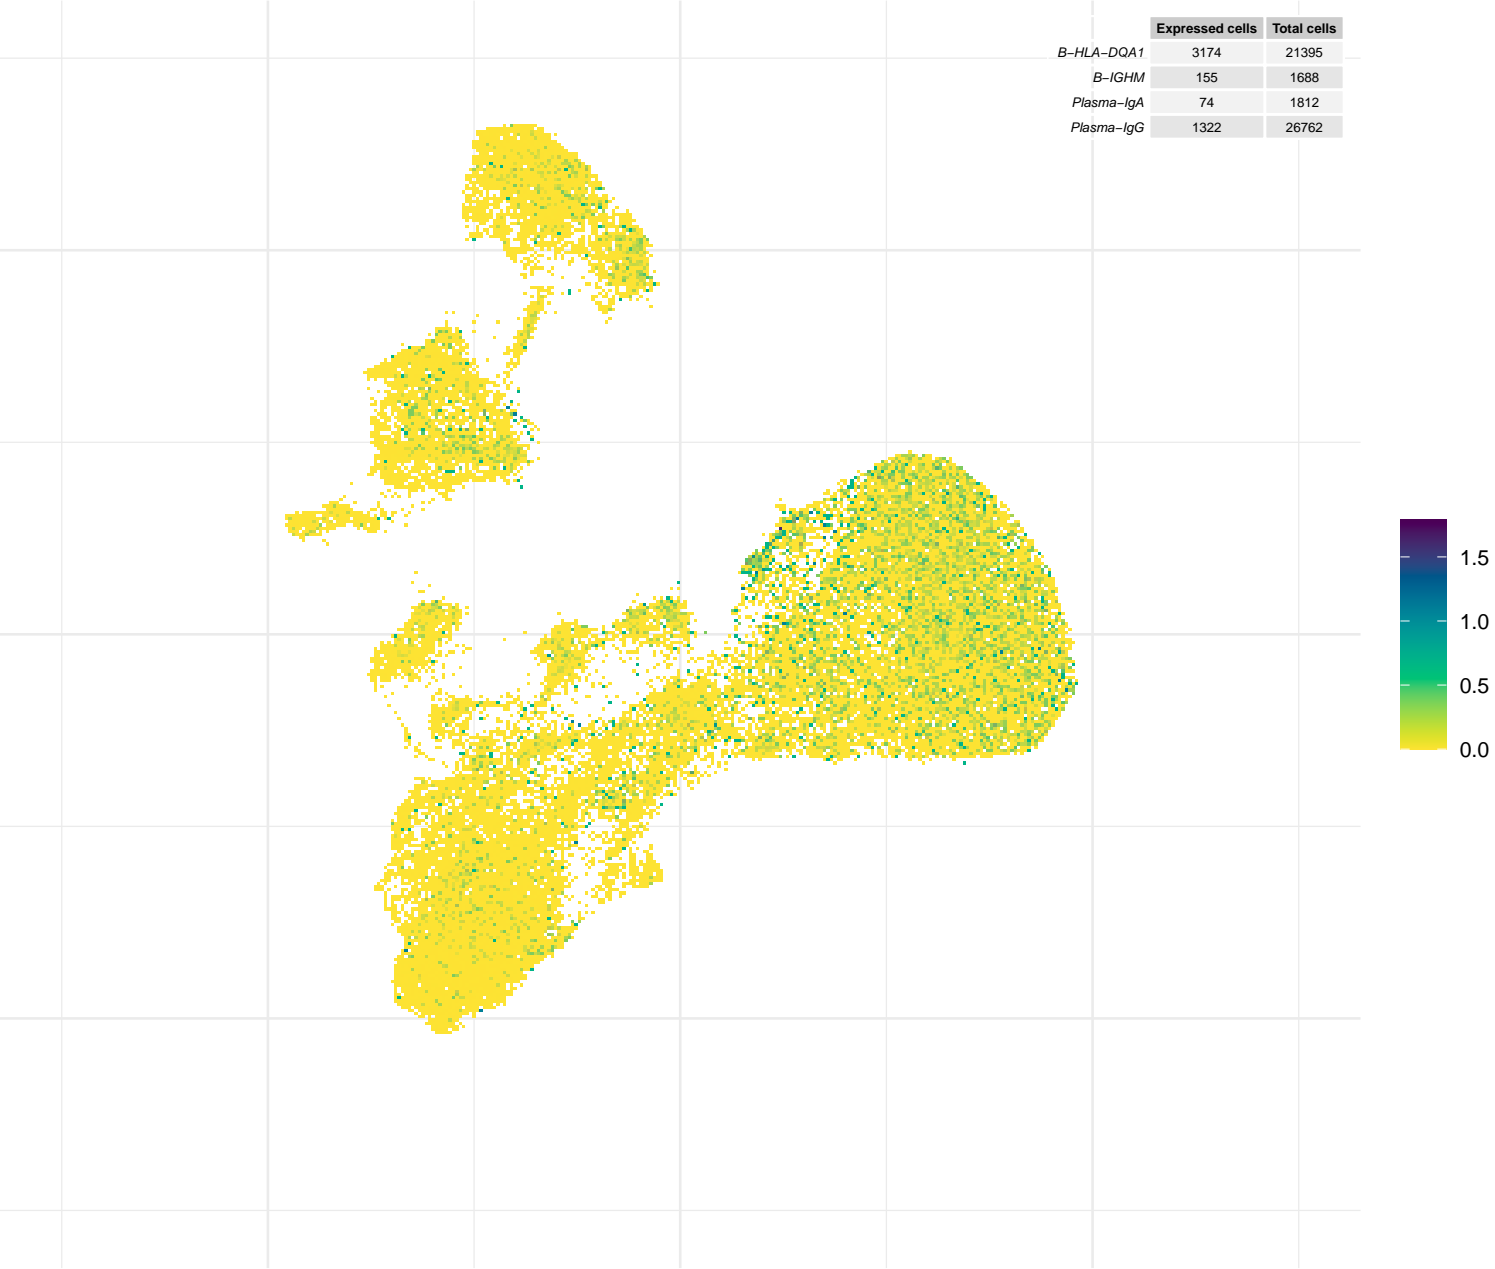 Expressed cells Total cells
B−HLA−DQA1 3174 21395
B−IGHM 155 1688
Plasma−IgA 74 1812
Plasma−IgG 1322 26762
1.5
1.0
0.5
0.0